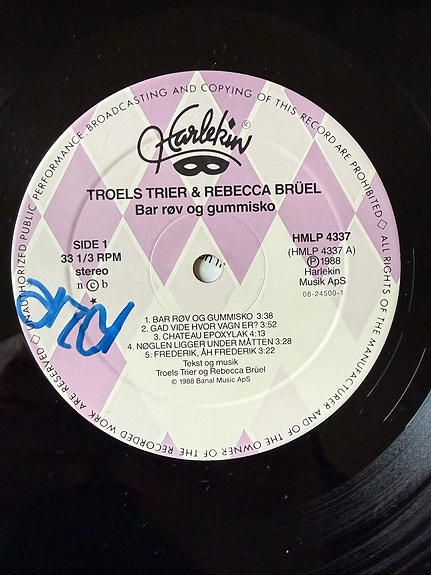 UNAUTHORIZED PUBLIC PERFORMANCE, BROADCASTING AND COPYING OF THIS RECORD ARE PROHIBITED ◇ ALL RIGHTS OF THE MANUFACTURER AND OF THE OWNER OF THE RECORDED WORK ARE RESERVED ◇
Harlekin ®
TROELS TRIER & REBECCA BRÜEL
Bar røv og gummisko
SIDE 1
33 1/3 RPM
stereo
n ⓒ b
HMLP 4337
(HMLP 4337 A)
Ⓟ1988
Harlekin
Musik ApS
08-24500-1
1. BAR RØV OG GUMMISKO 3:38
2. GAD VIDE HVOR VAGN ER? 3:52
3. CHATEAU EPOXYLAK 4:13
4. NØGLEN LIGGER UNDER MÅTTEN 3:28
5: FREDERIK, ÅH FREDERIK 3:22
Tekst og musik
Troels Trier og Rebecca Brüel
© 1988 Banal Music ApS